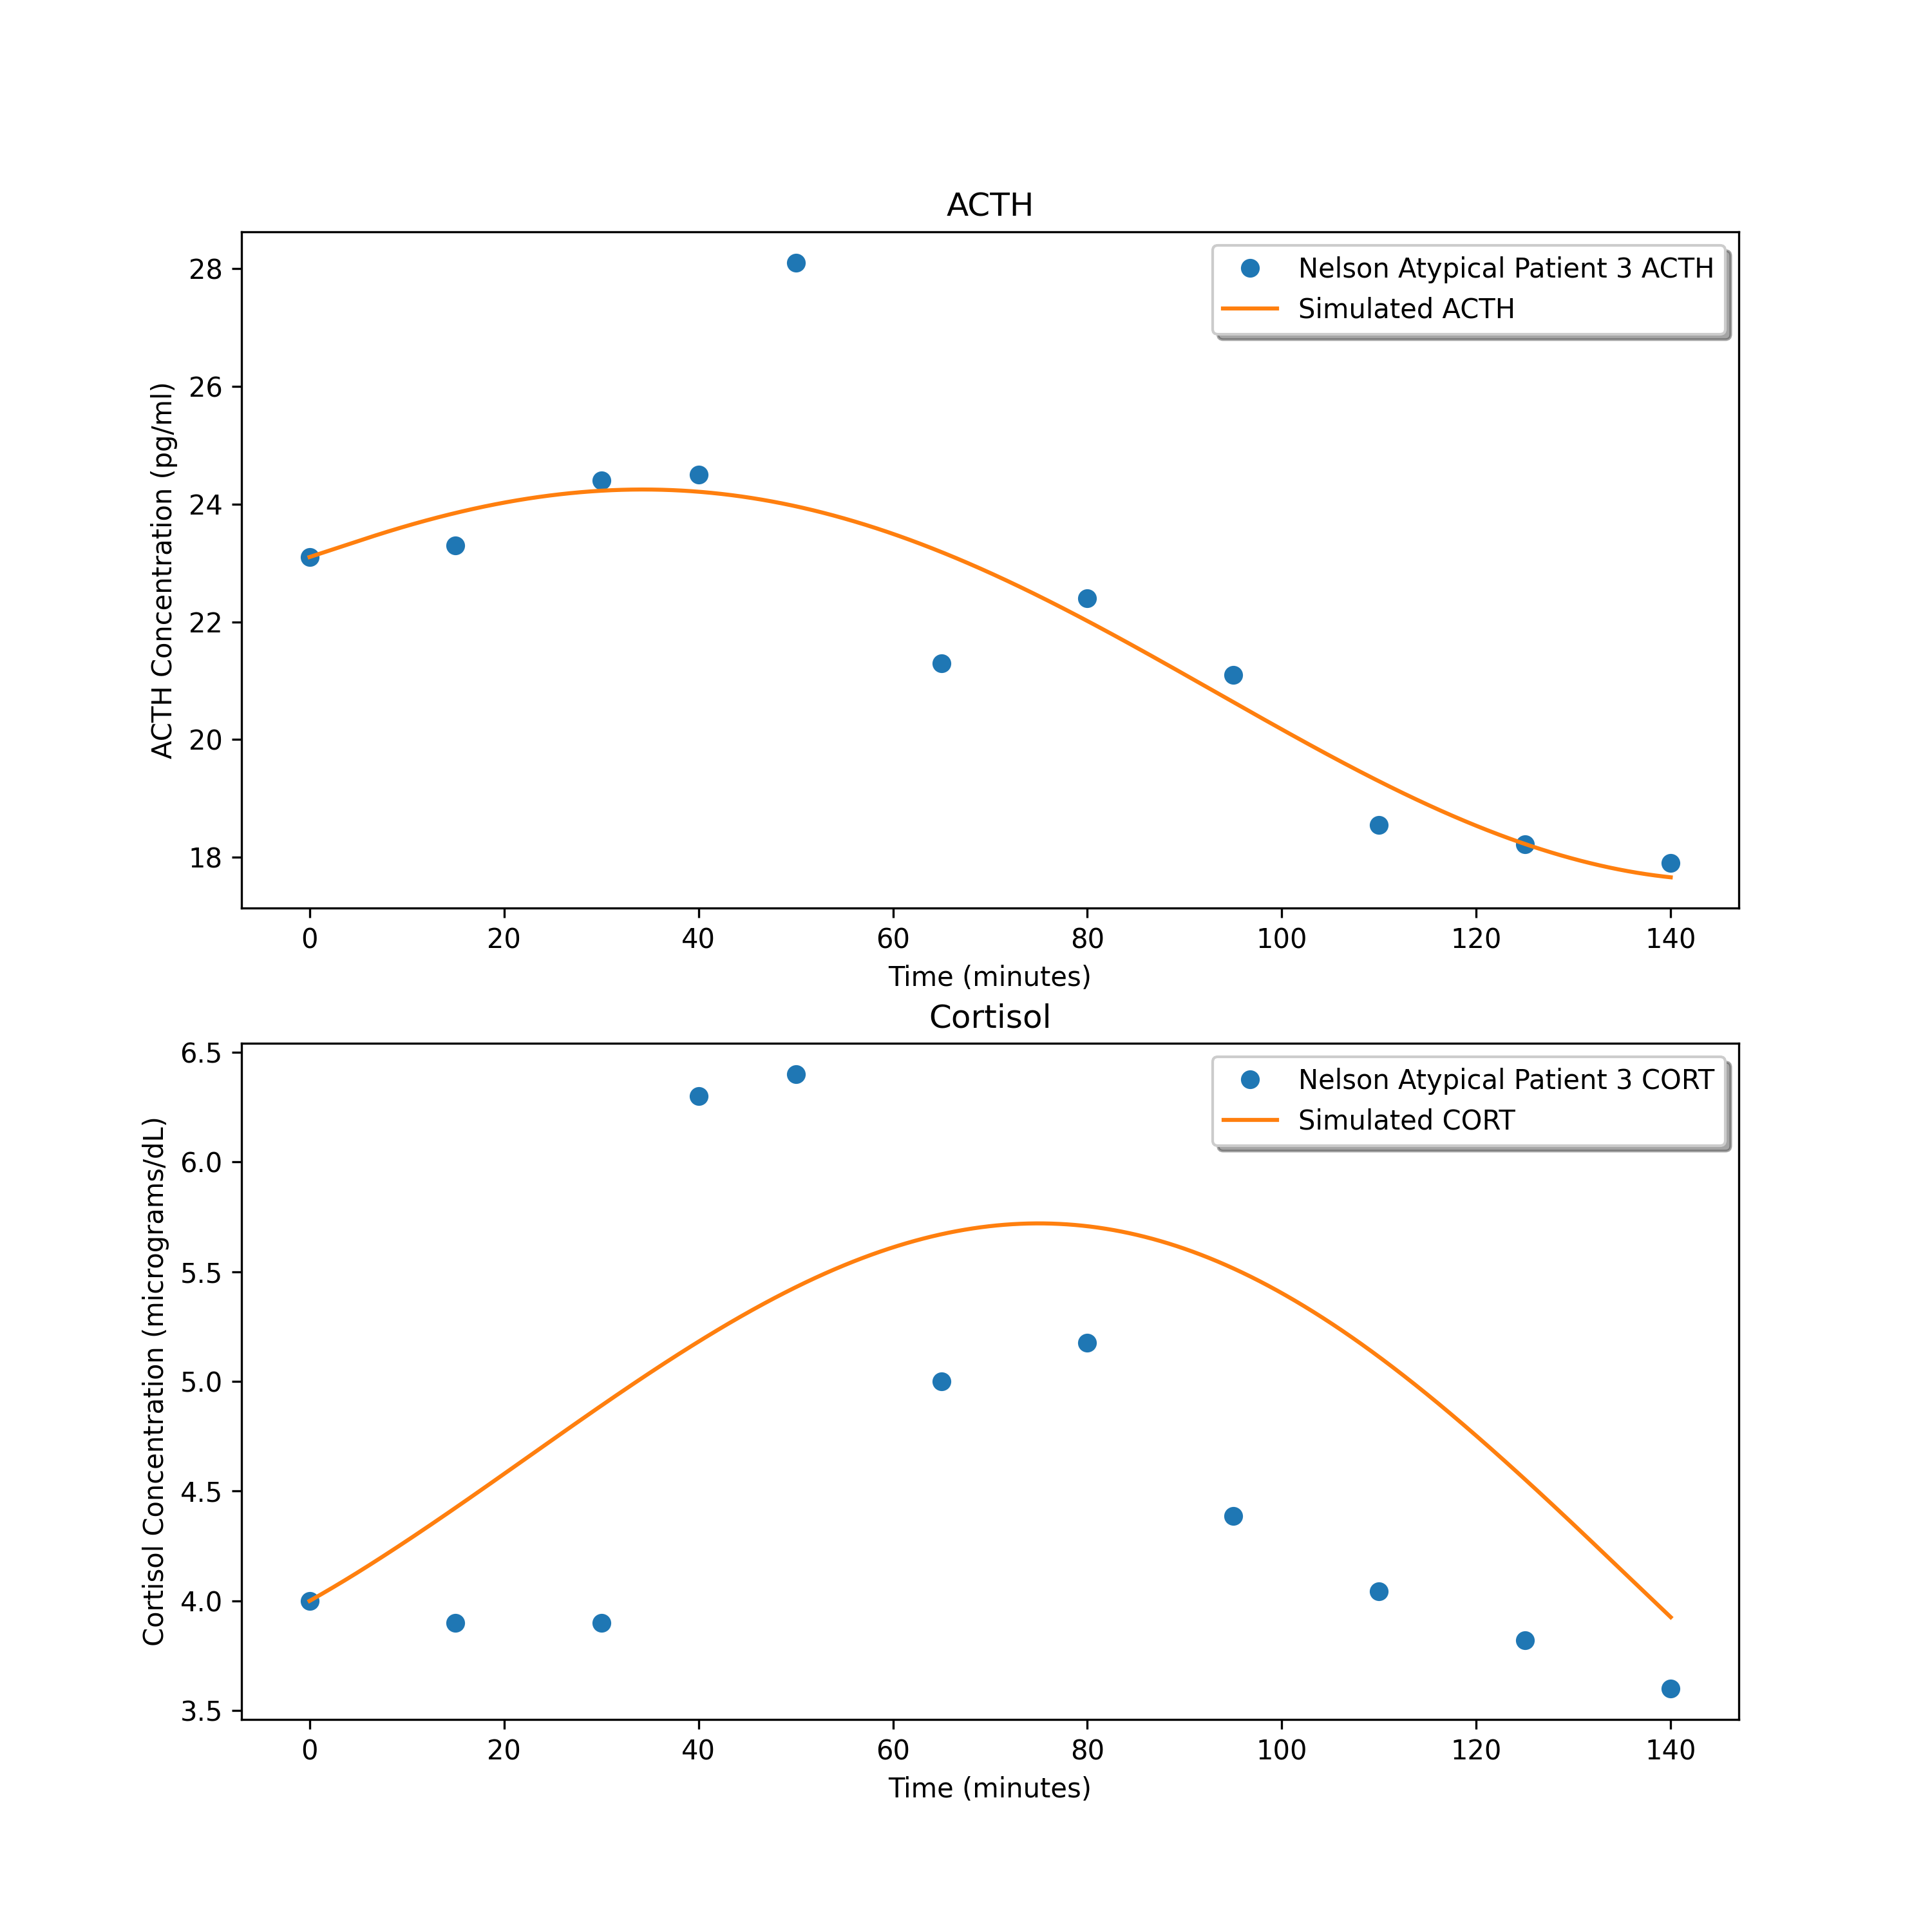 ACTH
28
26
24
22
20
18
ACTH Concentration (pg/ml)
Nelson Atypical Patient 3 ACTH
Simulated ACTH
0 20 40 60 80 100 120 140
Time (minutes)
Cortisol
6.5
6.0
5.5
5.0
4.5
4.0
3.5
Cortisol Concentration (micrograms/dL)
Nelson Atypical Patient 3 CORT
Simulated CORT
0 20 40 60 80 100 120 140
Time (minutes)